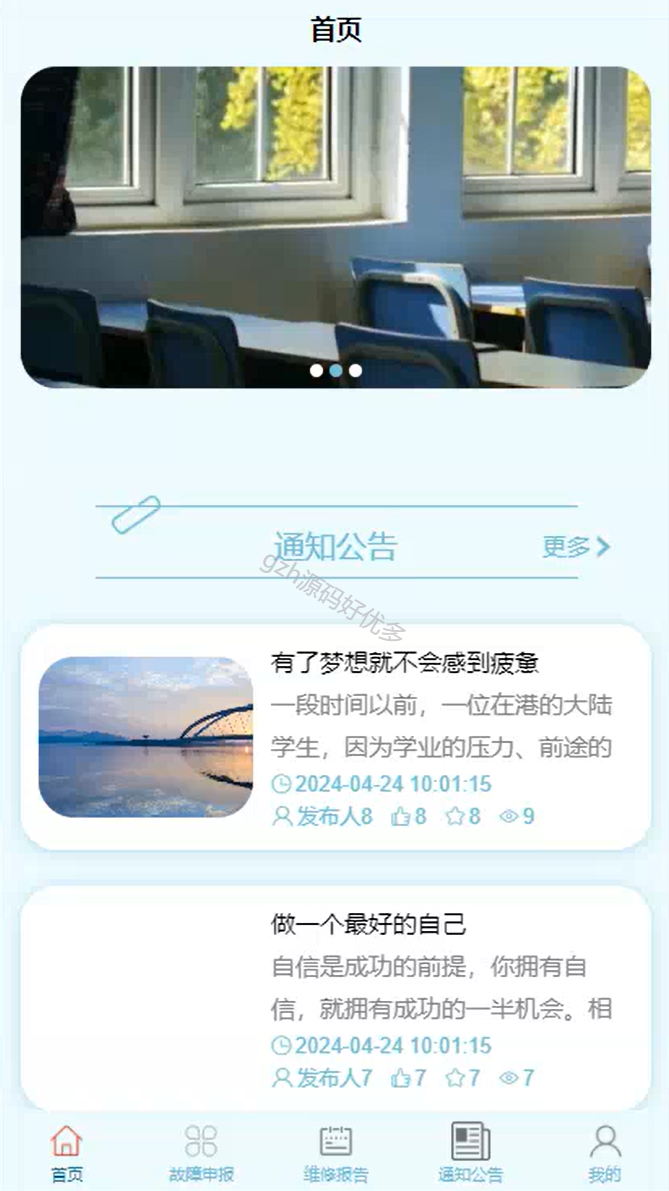 首页
通知公告
更多
gzh源码好优多
有了梦想就不会感到疲惫
一段时间以前，一位在港的大陆
学生，因为学业的压力、前途的
2024-04-24 10:01:15
发布人8 8 8 9
做一个最好的自己
自信是成功的前提，你拥有自
信，就拥有成功的一半机会。相
2024-04-24 10:01:15
发布人7 7 7 7
首页 故障申报 维修报告 通知公告 我的